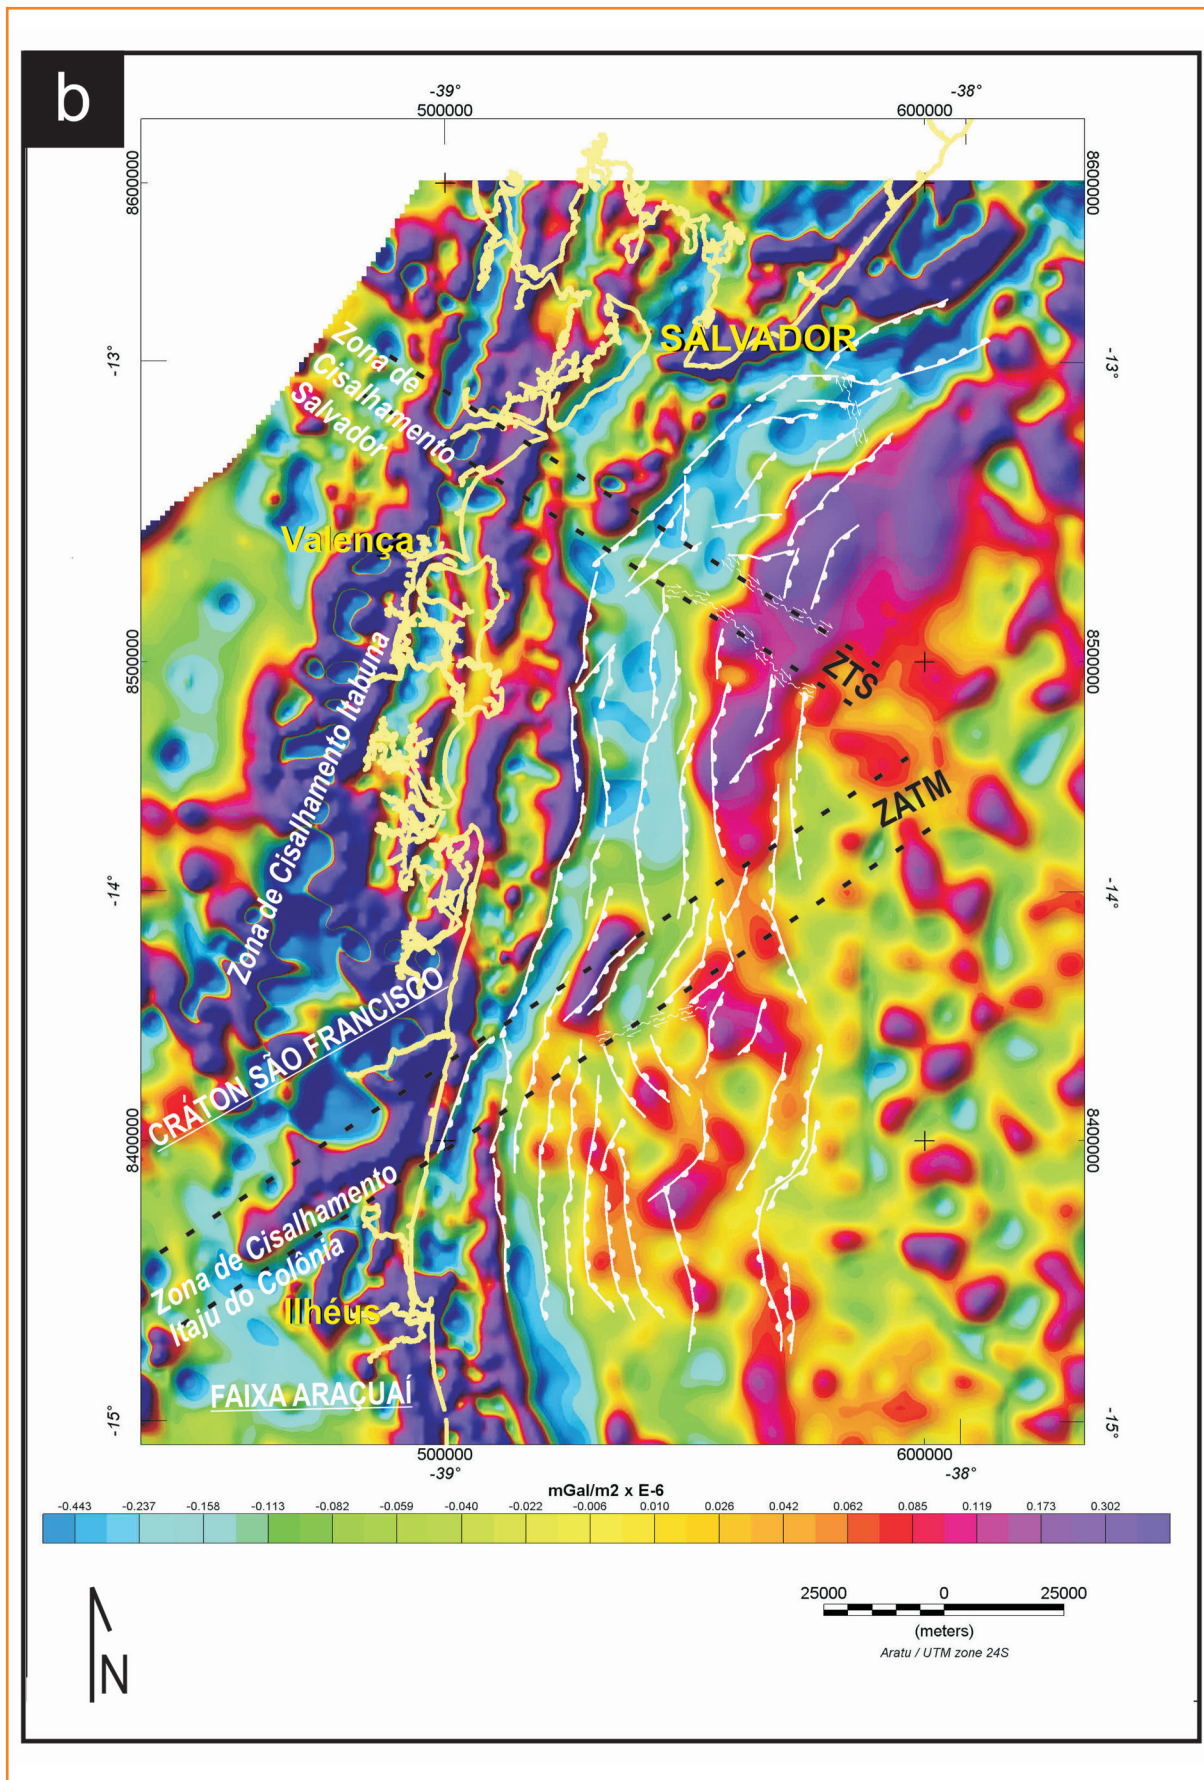 b
-39°
500000
-38°
600000
8600000
8600000
SALVADOR
-13°
-13°
Zona de
Cisalhamento
Salvador
Valença
8500000
8500000
ZTS
Zona de Cisalhamento Itabuna
ZATM
-14°
-14°
CRÁTON SÃO FRANCISCO
8400000
8400000
Zona de Cisalhamento
Itajú do Colônia
Ilhéus
FAIXA ARAÇUAÍ
-15°
-15°
500000
-39°
600000
-38°
mGal/m2 x E-6
-0.443 -0.237 -0.158 -0.113 -0.082 -0.059 -0.040 -0.022 -0.006 0.010 0.026 0.042 0.062 0.085 0.119 0.173 0.302
25000 0 25000
(meters)
Aratu / UTM zone 24S
N